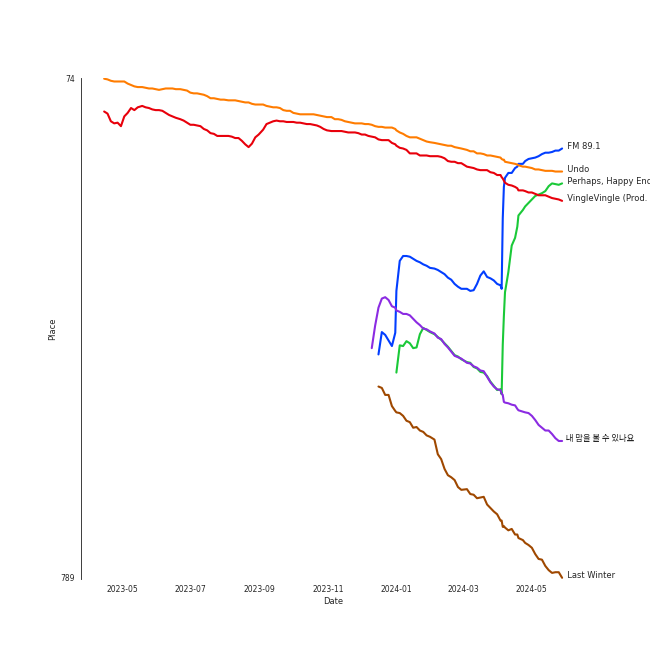 74
FM 89.1
Undo
Perhaps, Happy End
VingleVingle (Prod.
Place
내 맘을 볼 수 있나요
Last Winter
789
2023-05
2023-07
2023-09
2023-11
2024-01
2024-03
2024-05
Date